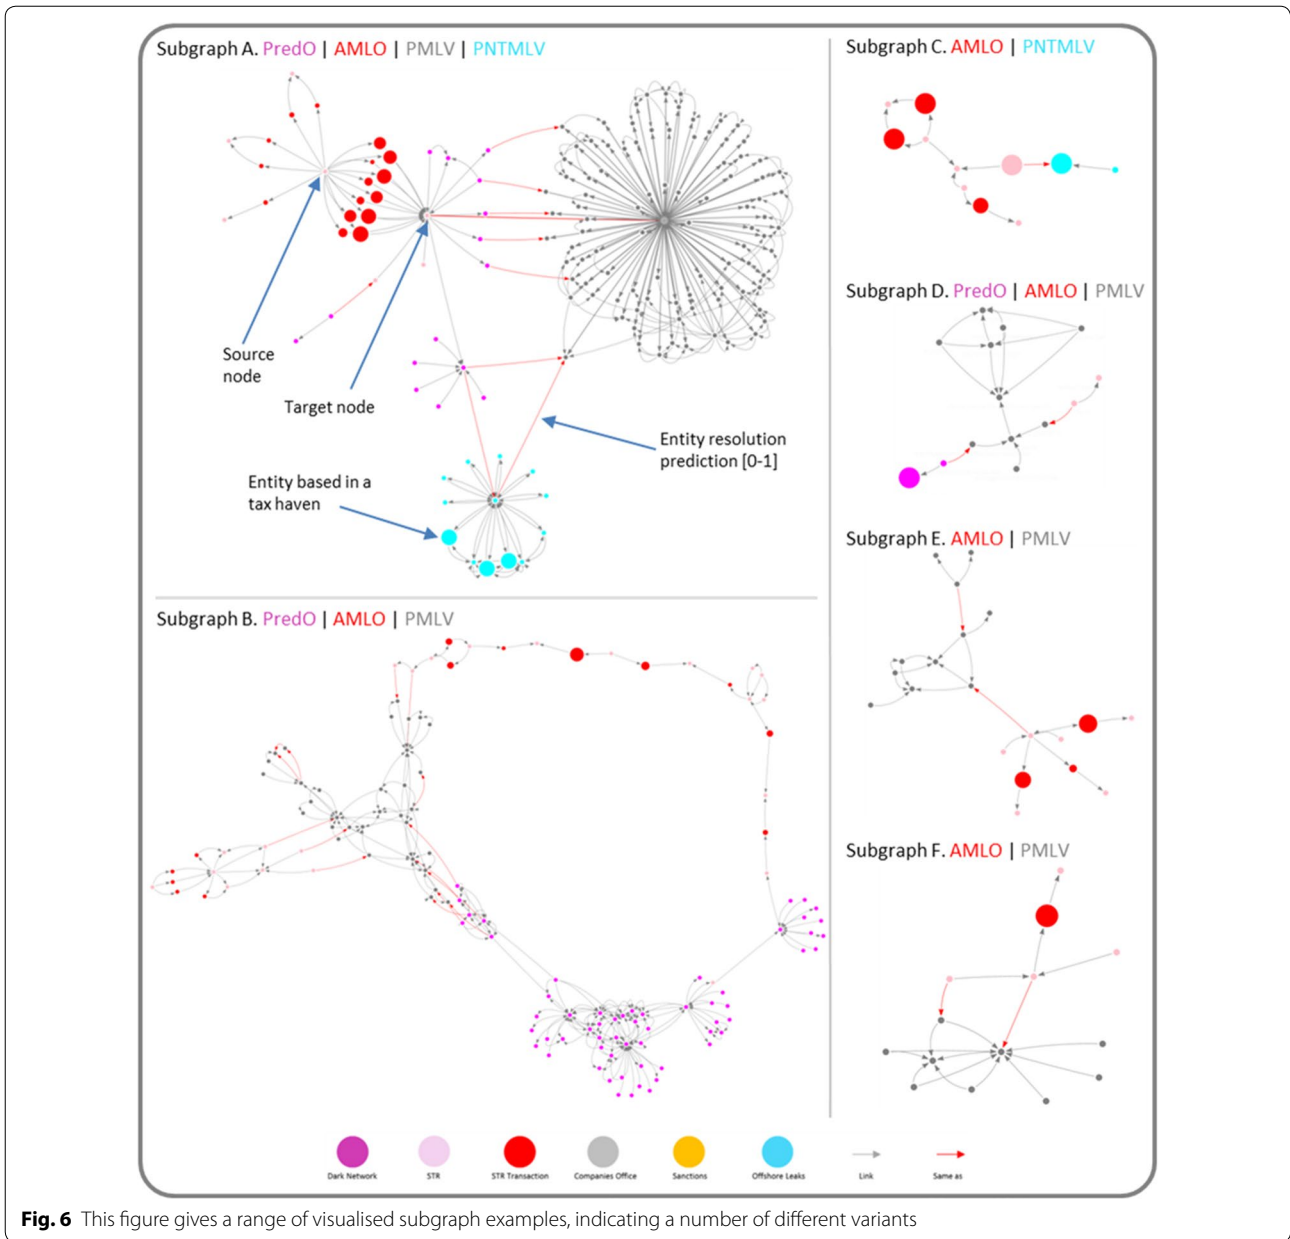 Subgraph A. PredO | AMLO | PMLV | PNTMLV
Source
node
Target node
Entity resolution
prediction [0-1]
Entity based in a
tax haven
Subgraph B. PredO | AMLO | PMLV
Subgraph C. AMLO | PNTMLV
Subgraph D. PredO | AMLO | PMLV
Subgraph E. AMLO | PMLV
Subgraph F. AMLO | PMLV
Dark Network
STR
STR Transaction
Companies Office
Sanctions
Offshore Leaks
Link
Same as
Fig. 6 This figure gives a range of visualised subgraph examples, indicating a number of different variants